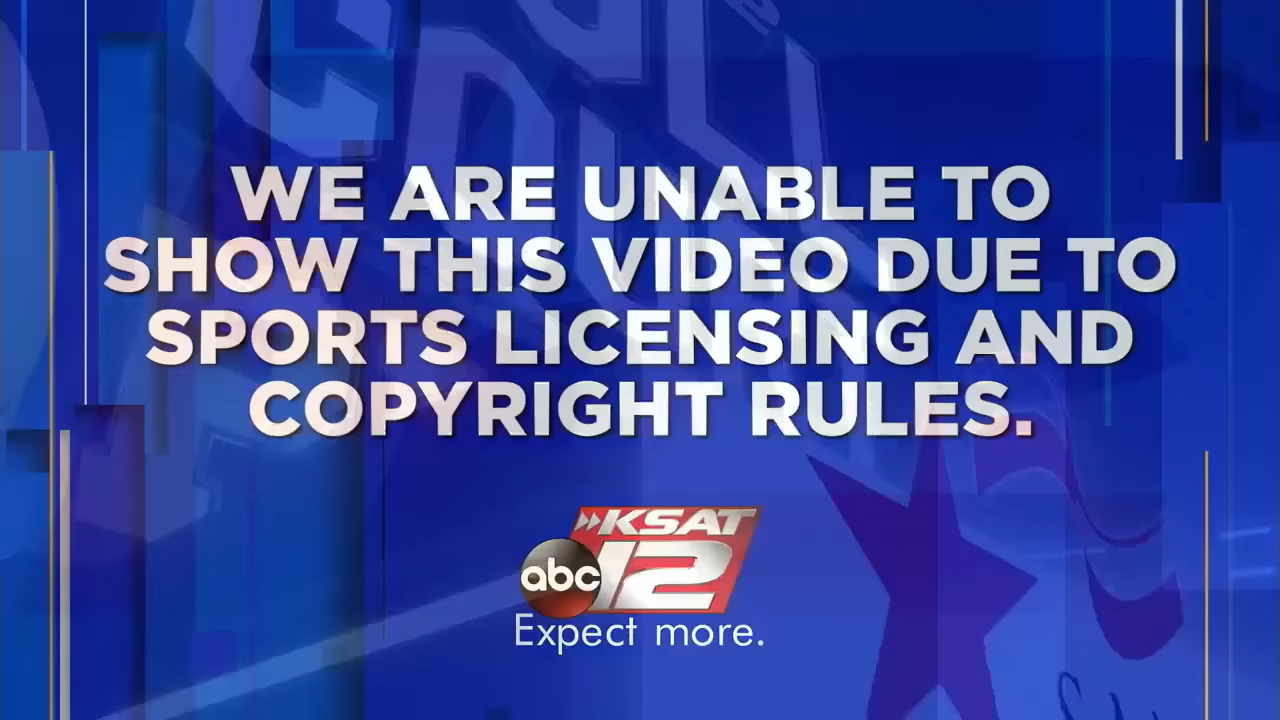 WE ARE UNABLE TO
SHOW THIS VIDEO DUE TO
SPORTS LICENSING AND
COPYRIGHT RULES.
KSAT
abc 12
Expect more.